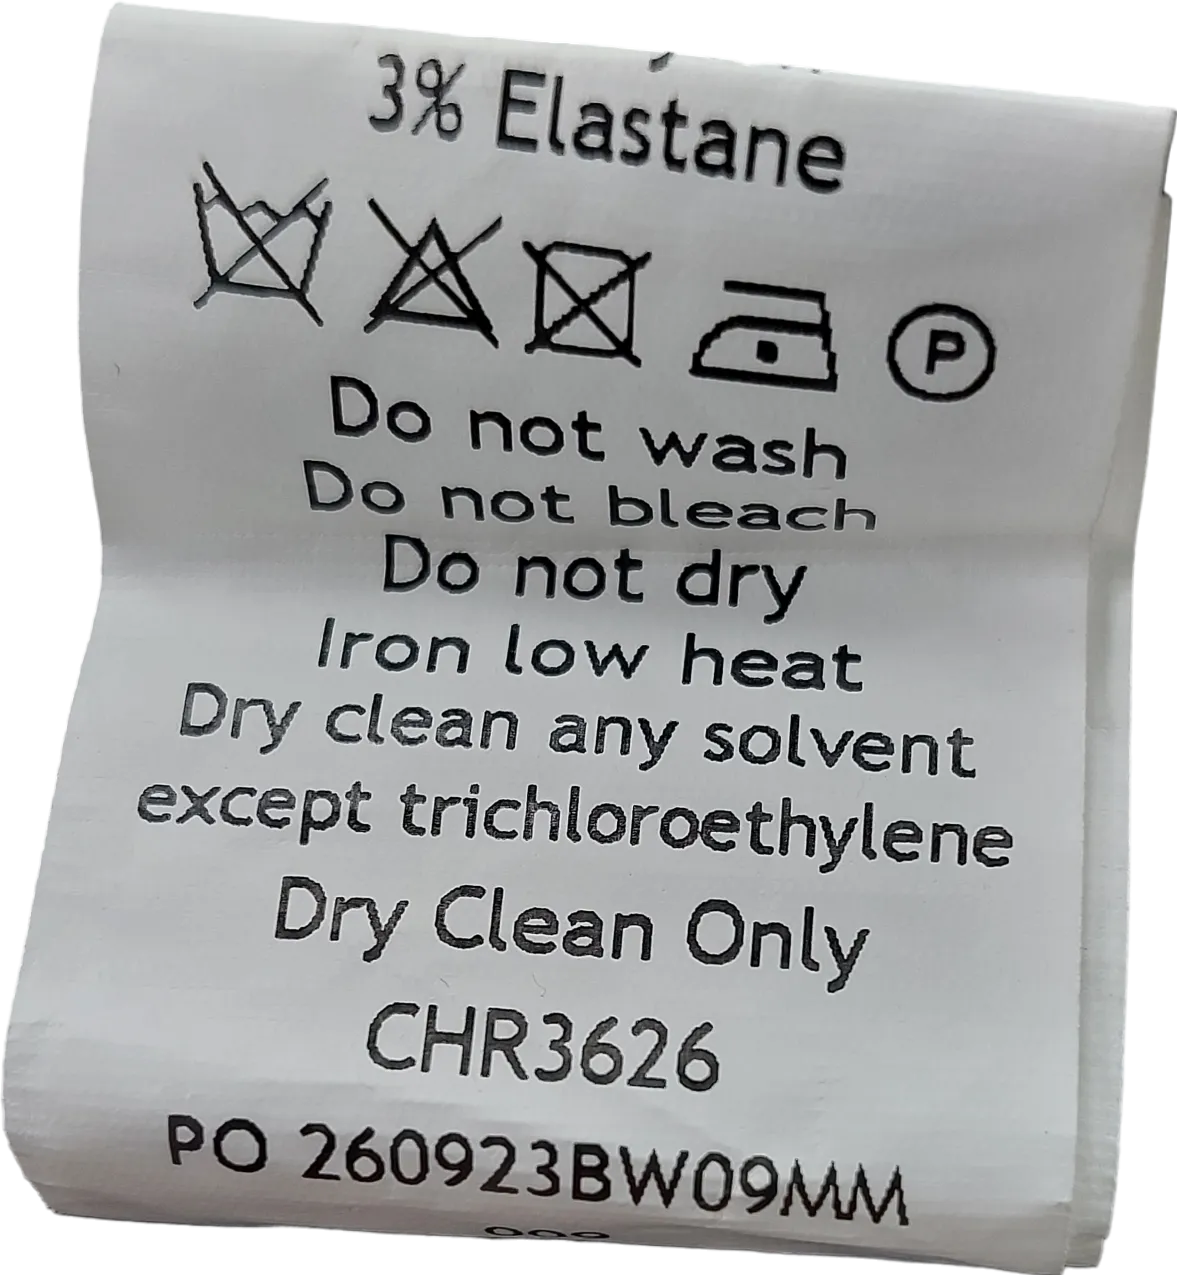 3% Elastane
P
Do not wash
Do not bleach
Do not dry
Iron low heat
Dry clean any solvent
except trichloroethylene
Dry Clean Only
CHR3626
PO 260923BW09MM